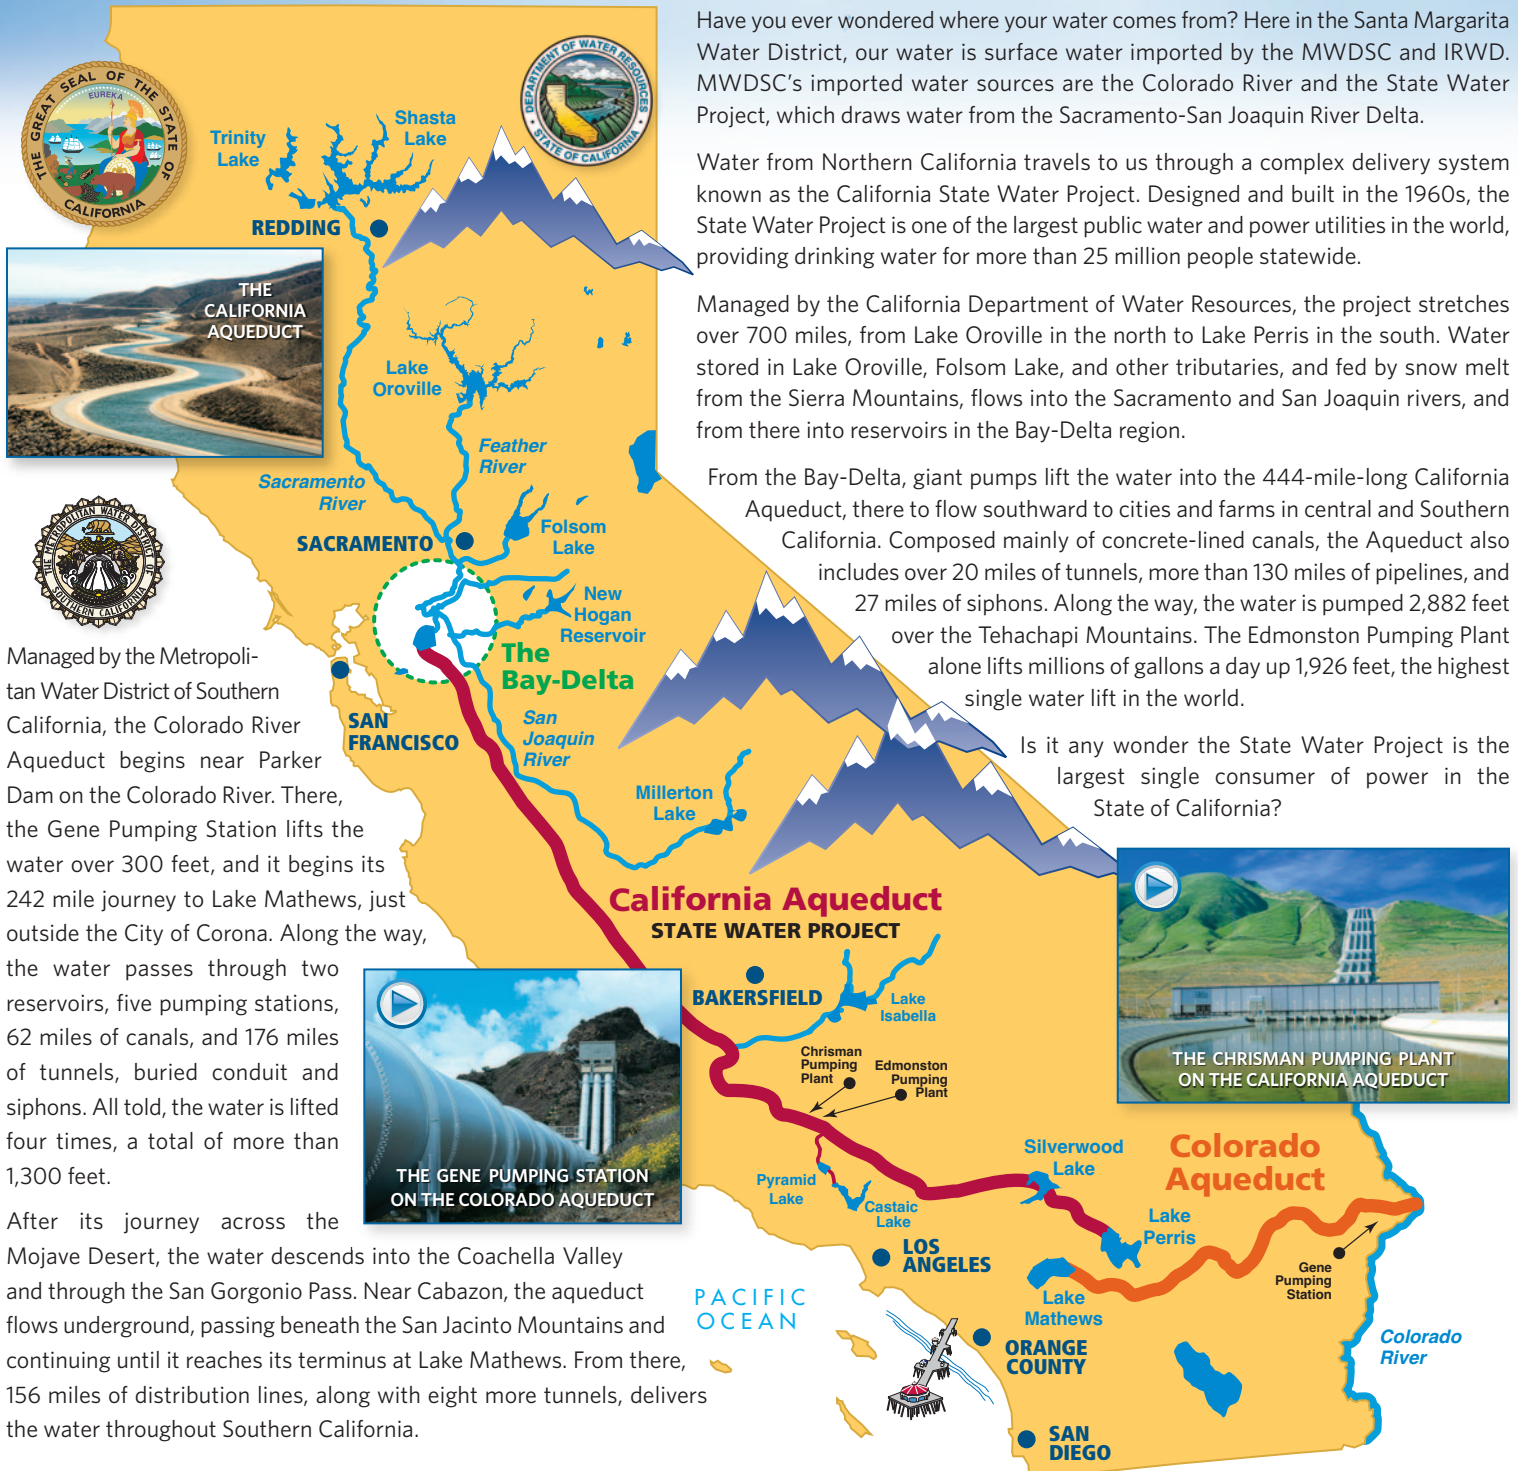 Have you ever wondered where your water comes from? Here in the Santa Margarita
Water District, our water is surface water imported by the MWDSC and IRWD.
MWDSC's imported water sources are the Colorado River and the State Water
Project, which draws water from the Sacramento-San Joaquin River Delta.
Water from Northern California travels to us through a complex delivery system
known as the California State Water Project. Designed and built in the 1960s, the
State Water Project is one of the largest public water and power utilities in the world,
providing drinking water for more than 25 million people statewide.
Managed by the California Department of Water Resources, the project stretches
over 700 miles, from Lake Oroville in the north to Lake Perris in the south. Water
stored in Lake Oroville, Folsom Lake, and other tributaries, and fed by snow melt
from the Sierra Mountains, flows into the Sacramento and San Joaquin rivers, and
from there into reservoirs in the Bay-Delta region.
From the Bay-Delta, giant pumps lift the water into the 444-mile-long California
Aqueduct, there to flow southward to cities and farms in central and Southern
California. Composed mainly of concrete-lined canals, the Aqueduct also
includes over 20 miles of tunnels, more than 130 miles of pipelines, and
27 miles of siphons. Along the way, the water is pumped 2,882 feet
over the Tehachapi Mountains. The Edmonston Pumping Plant
alone lifts millions of gallons a day up 1,926 feet, the highest
single water lift in the world.
Is it any wonder the State Water Project is the
largest single consumer of power in the
State of California?
THE GREAT SEAL OF THE STATE OF
CALIFORNIA
EUREKA
DEPARTMENT OF WATER RESOURCES
STATE OF CALIFORNIA
Trinity
Lake
Shasta
Lake
REDDING
THE
CALIFORNIA
AQUEDUCT
Lake
Oroville
Feather
River
Sacramento
River
Folsom
Lake
SACRAMENTO
THE METROPOLITAN WATER DISTRICT OF
SOUTHERN CALIFORNIA
New
Hogan
Reservoir
The
Bay-Delta
SAN
FRANCISCO
San
Joaquin
River
Millerton
Lake
Managed by the Metropoli-
tan Water District of Southern
California, the Colorado River
Aqueduct begins near Parker
Dam on the Colorado River. There,
the Gene Pumping Station lifts the
water over 300 feet, and it begins its
242 mile journey to Lake Mathews, just
outside the City of Corona. Along the way,
the water passes through two
reservoirs, five pumping stations,
62 miles of canals, and 176 miles
of tunnels, buried conduit and
siphons. All told, the water is lifted
four times, a total of more than
1,300 feet.
After its journey across the
Mojave Desert, the water descends into the Coachella Valley
and through the San Gorgonio Pass. Near Cabazon, the aqueduct
flows underground, passing beneath the San Jacinto Mountains and
continuing until it reaches its terminus at Lake Mathews. From there,
156 miles of distribution lines, along with eight more tunnels, delivers
the water throughout Southern California.
California Aqueduct
STATE WATER PROJECT
BAKERSFIELD
Lake
Isabella
Chrisman
Pumping
Plant
Edmonston
Pumping
Plant
THE CHRISMAN PUMPING PLANT
ON THE CALIFORNIA AQUEDUCT
THE GENE PUMPING STATION
ON THE COLORADO AQUEDUCT
Pyramid
Lake
Castaic
Lake
Silverwood
Lake
Colorado
Aqueduct
Lake
Perris
LOS
ANGELES
Gene
Pumping
Station
Lake
Mathews
PACIFIC
OCEAN
ORANGE
COUNTY
Colorado
River
SAN
DIEGO